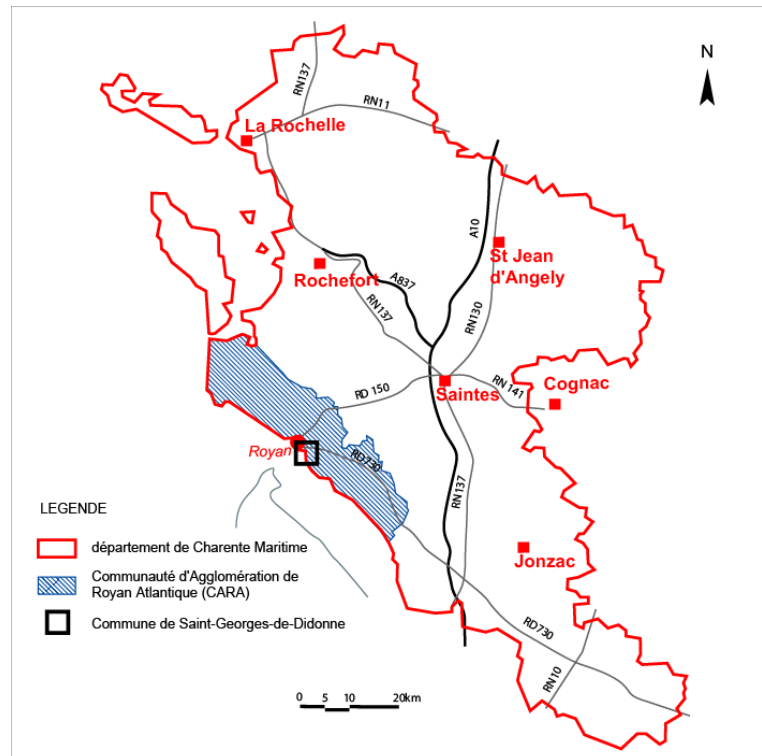 N
RN137
RN11
La Rochelle
A10
St Jean
d'Angely
Rochefort
A837
RN137
RN130
Saintes
RN 141
Cognac
RD 150
Royan
RD730
RN137
Jonzac
LEGENDE
département de Charente Maritime
Communauté d'Agglomération de
Royan Atlantique (CARA)
Commune de Saint-Georges-de-Didonne
RD730
RN10
0 5 10 20km